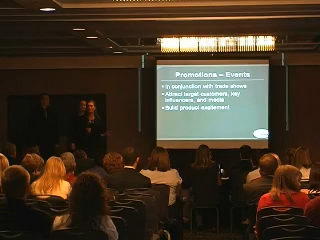 Promotions – Events
• In conjunction with trade shows
• Attract target customers, key
influencers, and media
• Build product excitement